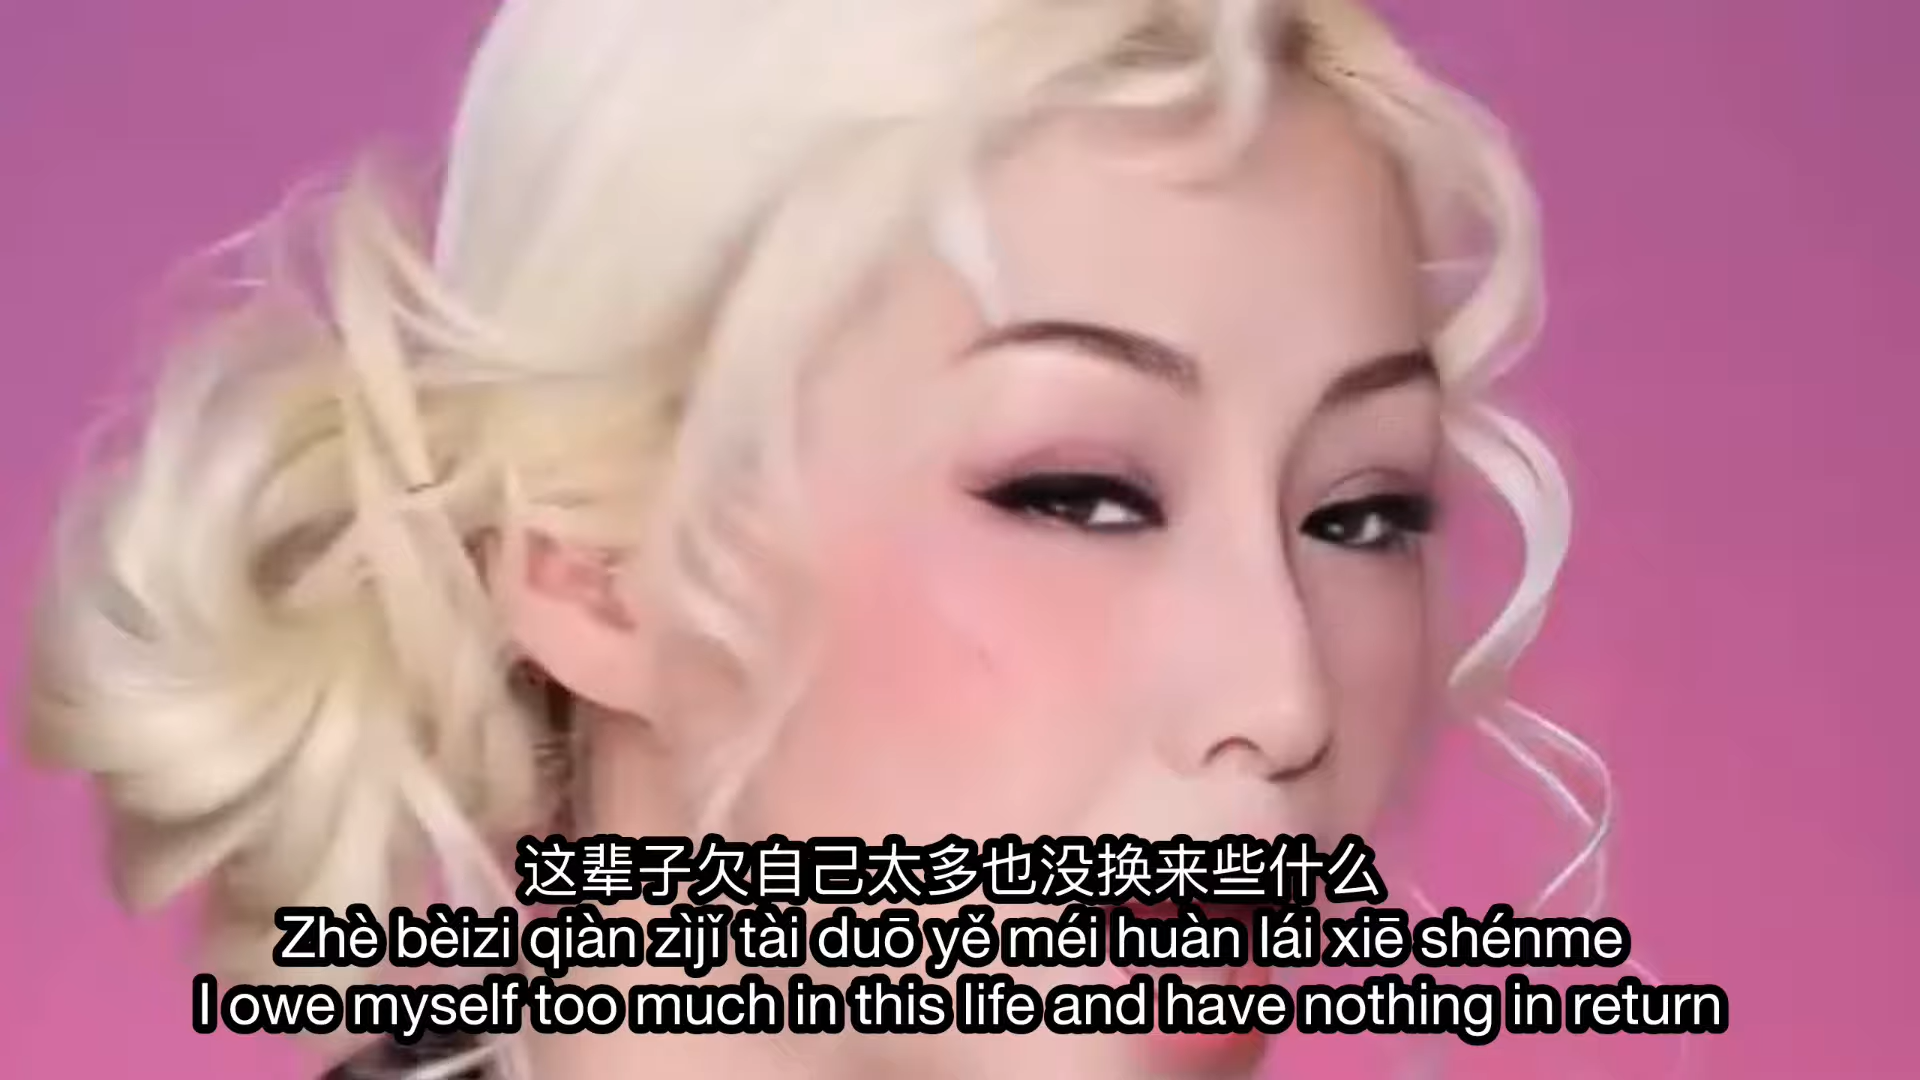 这辈子欠自己太多也没换来些什么
Zhè bèizi qiàn zìjǐ tài duō yě méi huàn lái xiē shénme
I owe myself too much in this life and have nothing in return